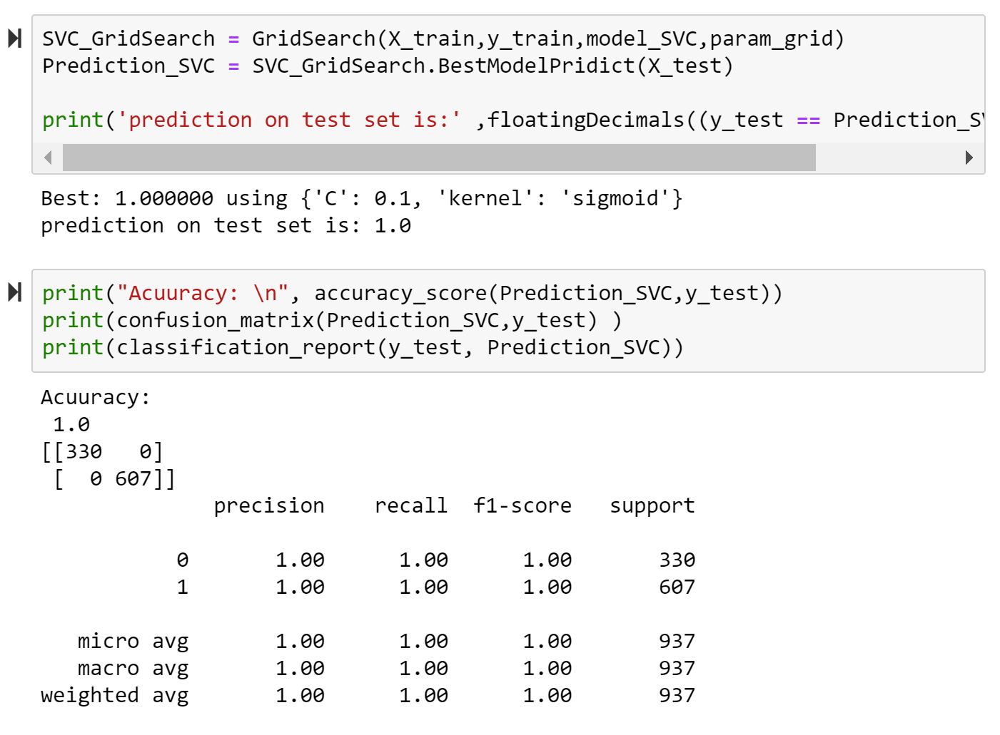 SVC_GridSearch = GridSearch(X_train,y_train,model_SVC,param_grid)
Prediction_SVC = SVC_GridSearch.BestModelPridict(X_test)
print('prediction on test set is:' ,floatingDecimals((y_test == Prediction_S
Best: 1.000000 using {'C': 0.1, 'kernel': 'sigmoid'}
prediction on test set is: 1.0
print("Acuuracy: \n", accuracy_score(Prediction_SVC,y_test))
print(confusion_matrix(Prediction_SVC,y_test) )
print(classification_report(y_test, Prediction_SVC))
Acuuracy:
1.0
[[330   0]
[  0 607]]
precision    recall  f1-score   support
0       1.00      1.00      1.00       330
1       1.00      1.00      1.00       607
micro avg       1.00      1.00      1.00       937
macro avg       1.00      1.00      1.00       937
weighted avg       1.00      1.00      1.00       937